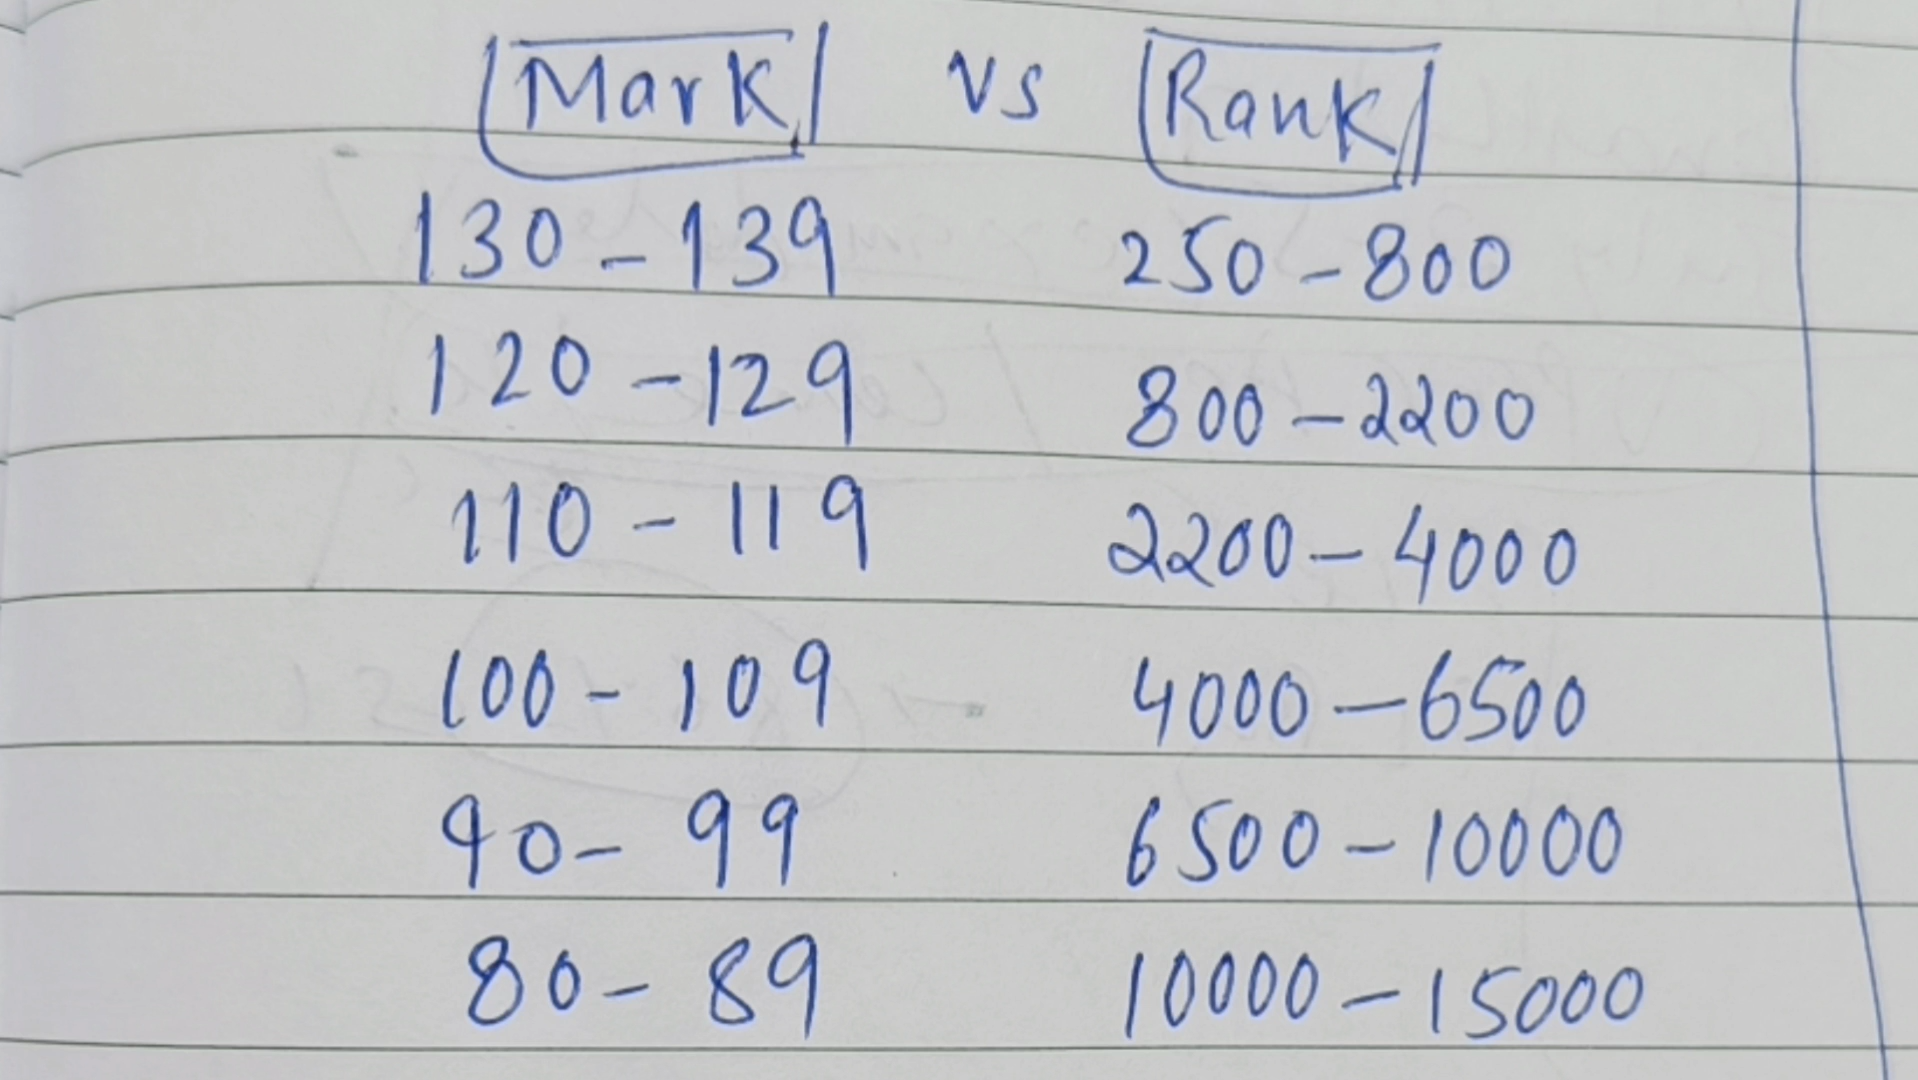 Mark vs Rank
130 - 139 250 - 800
120 - 129 800 - 2200
110 - 119 2200 - 4000
100 - 109 4000 - 6500
90 - 99 6500 - 10000
80 - 89 10000 - 15000